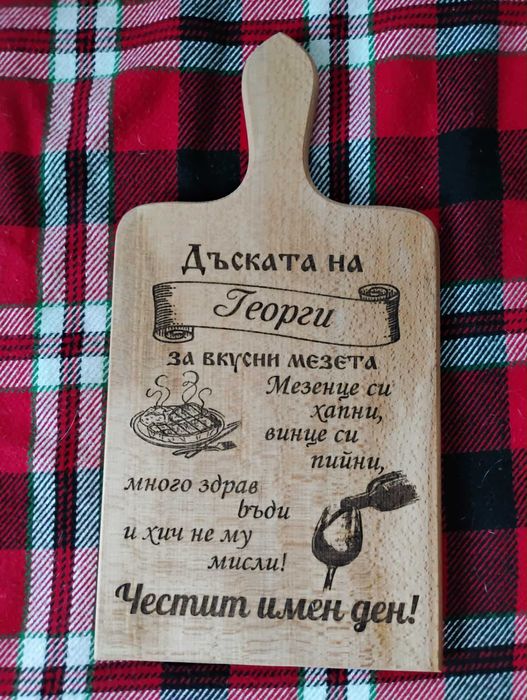 Дъската на
Георги
за вкусни мезета
Мезенце си
хапни,
винце си
пийни,
много здрав
бъди
и хич не му
мисли!
Честит имен ден!